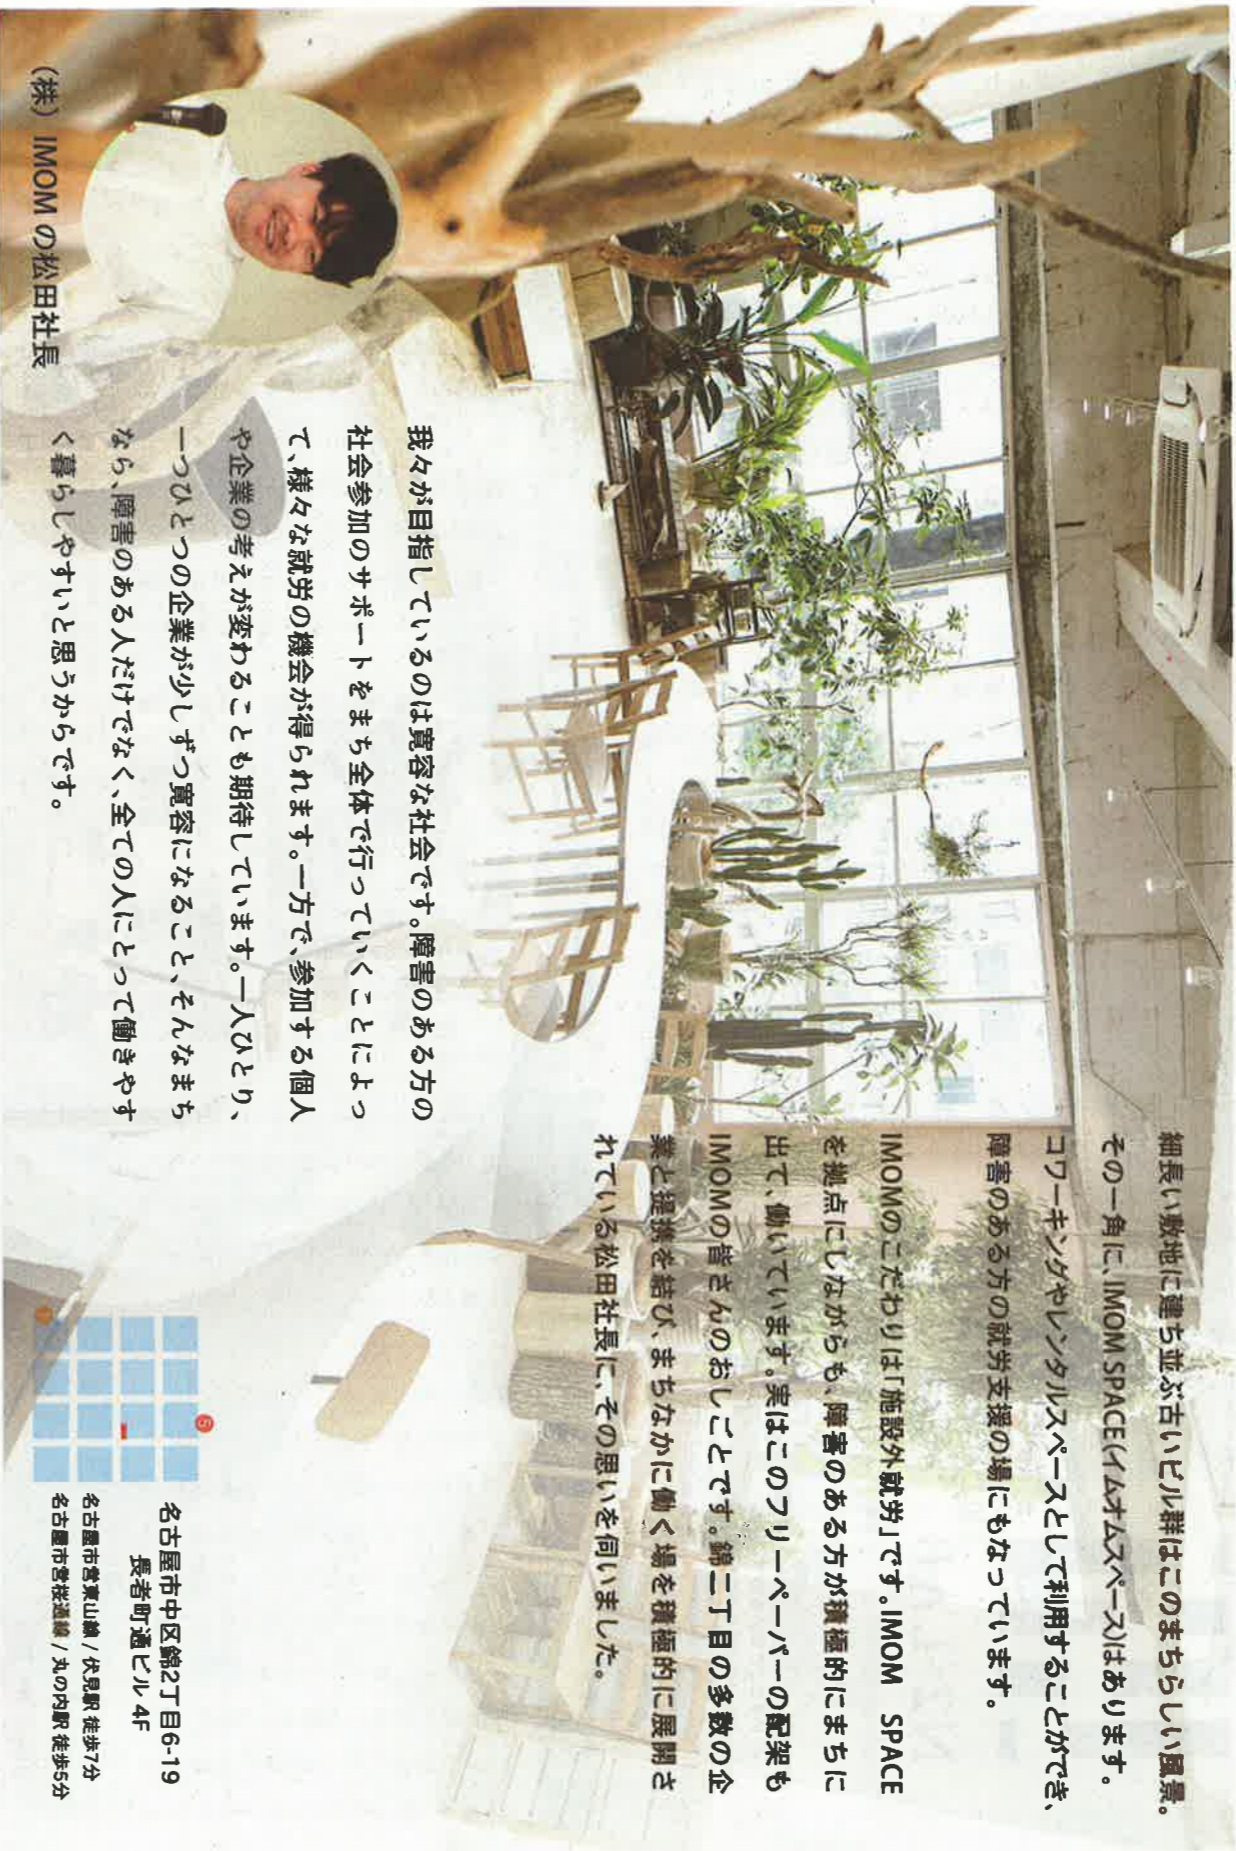 細長い敷地に建ち並ぶ古いビル群はこのまちらしい風景。
その一角に、IMOM SPACE(イムオムスペース)はあります。
コワーキングやレンタルスペースとして利用することができ、
障害のある方の就労支援の場にもなっています。
IMOMのこだわりは「施設外就労」です。IMOM SPACE
を拠点にしながらも、障害のある方が積極的にまちに
出て、働いています。実はこのフリーペーパーの配架も
IMOMの皆さんのおしごとです。錦二丁目の多数の企
業と提携を結び、まちなかに働く場を積極的に展開さ
れている松田社長に、その思いを伺いました。
我々が目指しているのは寛容な社会です。障害のある方の
社会参加のサポートをまち全体で行っていくことによっ
て、様々な就労の機会が得られます。一方で、参加する個人
や企業の考えが変わることも期待しています。一人ひとり、
一つひとつの企業が少しずつ寛容になること、そんなまち
なら、障害のある人だけでなく、全ての人にとって働きやす
く暮らしやすいと思うからです。
(株) IMOM の松田社長
⑤
名古屋市中区錦2丁目6-19
長者町通ビル 4F
名古屋市営東山線 / 伏見駅 徒歩7分
名古屋市営桜通線 / 丸の内駅 徒歩5分